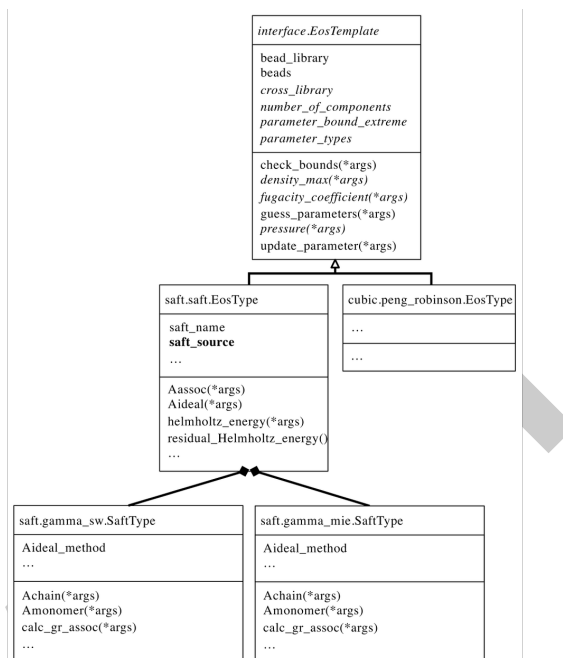 interface.EosTemplate
bead_library
beads
cross_library
number_of_components
parameter_bound_extreme
parameter_types
check_bounds(*args)
density_max(*args)
fugacity_coefficient(*args)
guess_parameters(*args)
pressure(*args)
update_parameter(*args)
saft.saft.EosType
saft_name
saft_source
…
Aassoc(*args)
Aideal(*args)
helmholtz_energy(*args)
residual_Helmholtz_energy()
…
cubic.peng_robinson.EosType
…
…
saft.gamma_sw.SaftType
Aideal_method
…
Achain(*args)
Amonomer(*args)
calc_gr_assoc(*args)
…
saft.gamma_mie.SaftType
Aideal_method
…
Achain(*args)
Amonomer(*args)
calc_gr_assoc(*args)
…